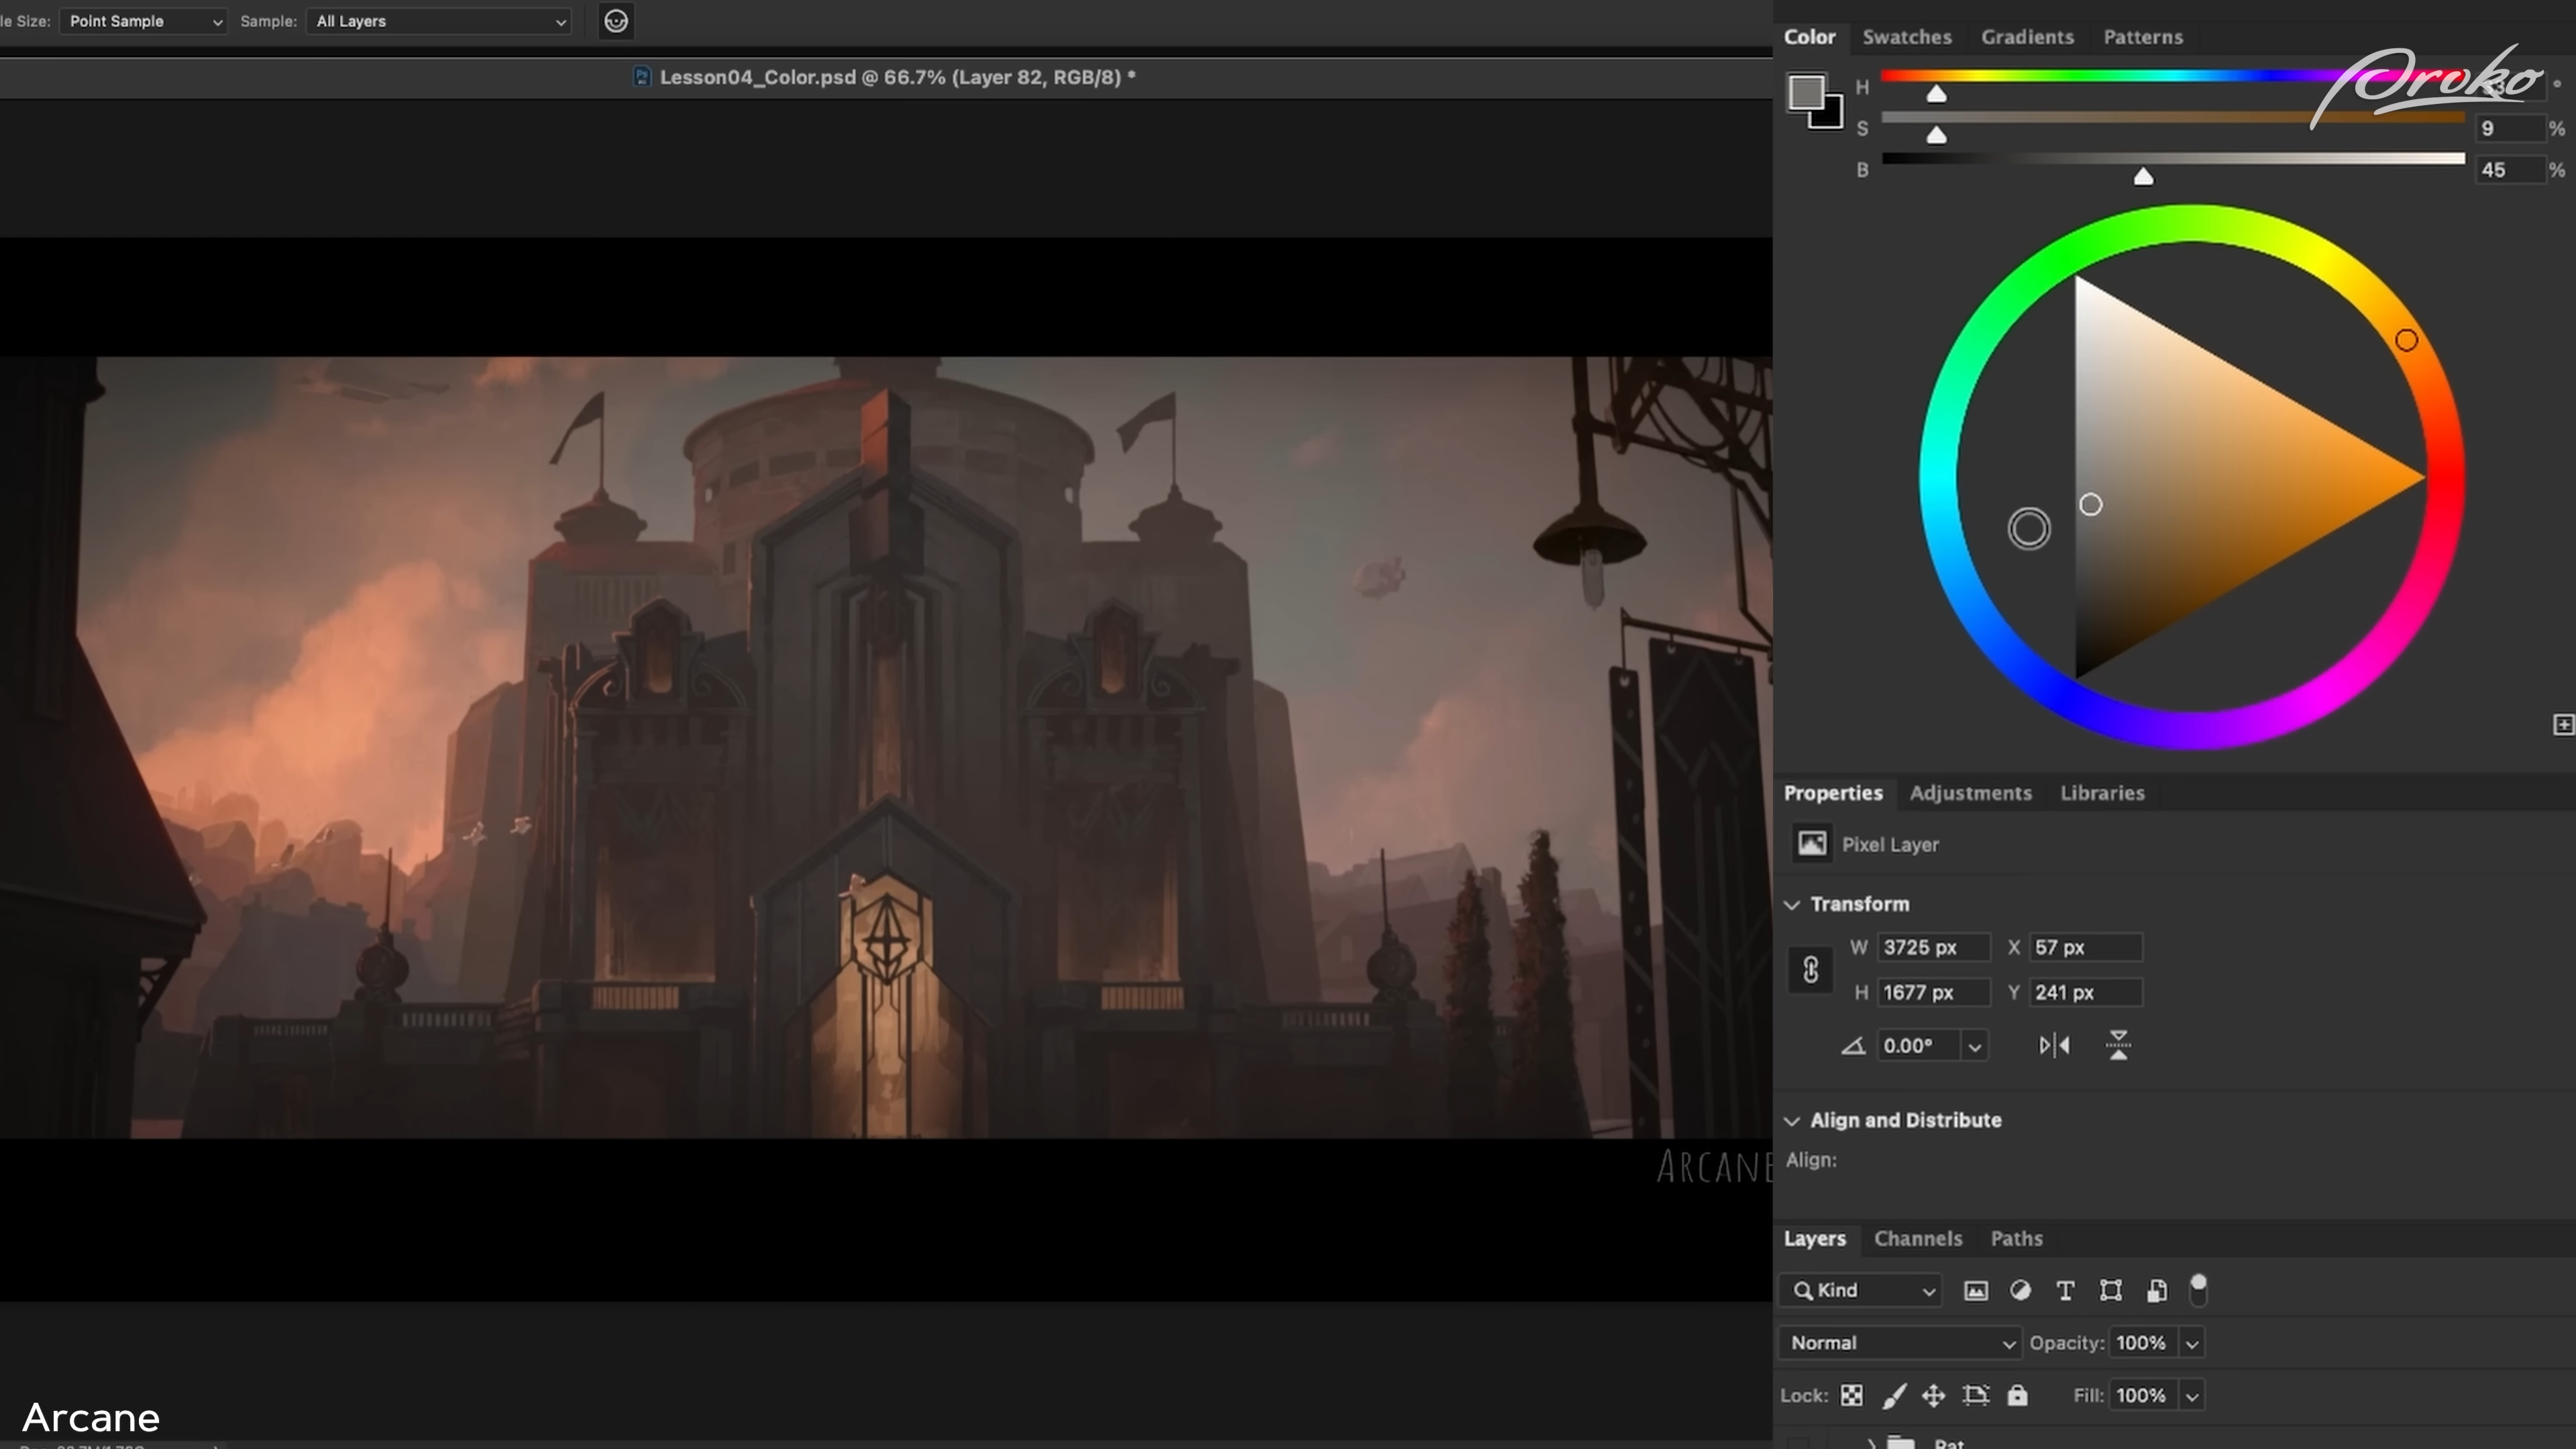 le Size: Point Sample Sample: All Layers
Lesson04_Color.psd @ 66.7% (Layer 82, RGB/8) *
Color Swatches Gradients Patterns
Proko
H °
S 9 %
B 45 %
Properties Adjustments Libraries
Pixel Layer
Transform
W 3725 px X 57 px
H 1677 px Y 241 px
0.00°
Align and Distribute
Align:
ARCANE
Layers Channels Paths
Kind
Normal Opacity: 100%
Lock: Fill: 100%
Arcane